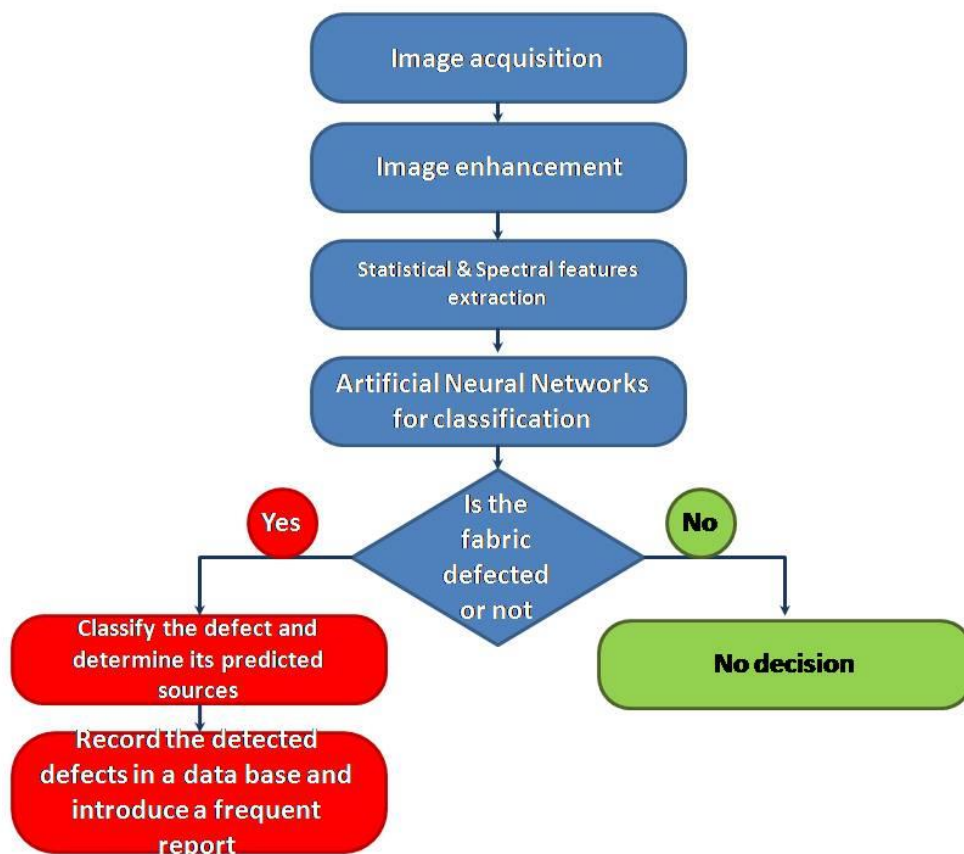 Image acquisition
Image enhancement
Statistical & Spectral features
extraction
Artificial Neural Networks
for classification
Is the
fabric
defected
or not
Yes
No
Classify the defect and
determine its predicted
sources
No decision
Record the detected
defects in a data base and
introduce a frequent
report